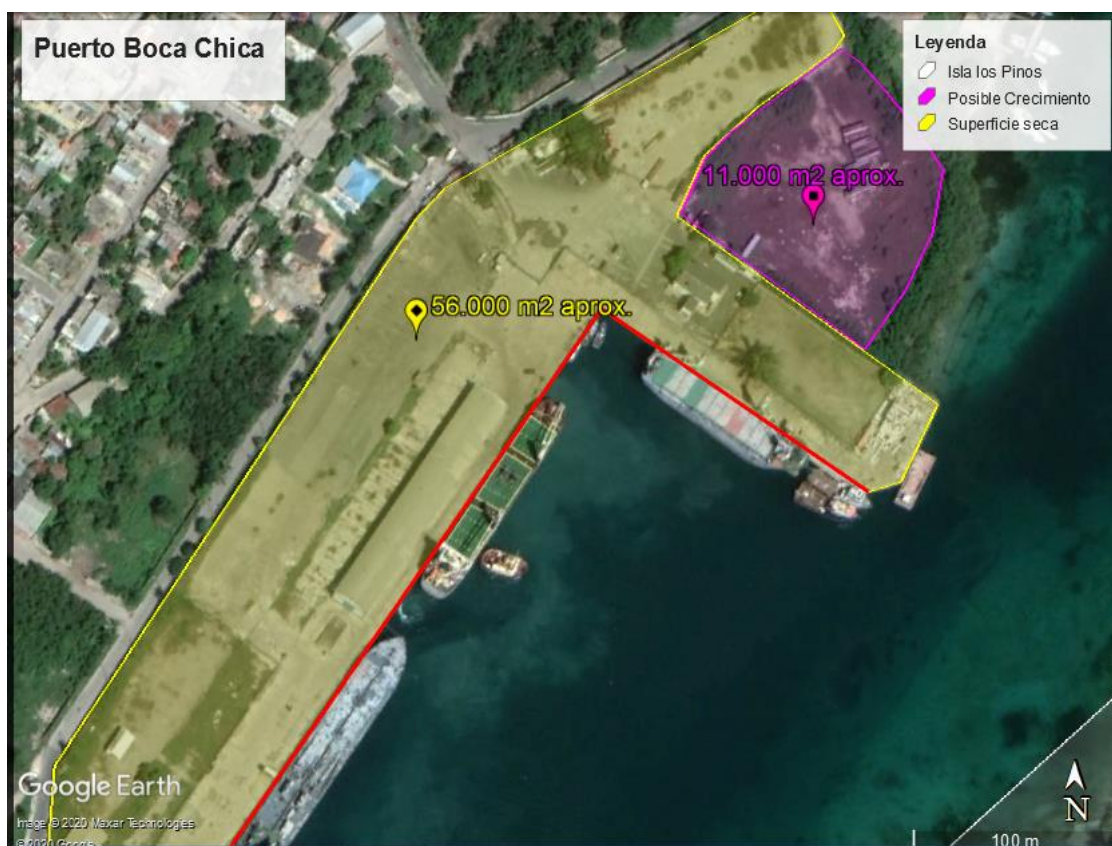 Puerto Boca Chica
Leyenda
Isla los Pinos
Posible Crecimiento
Superficie seca
11.000 m2 aprox.
56.000 m2 aprox.
Google Earth
Image © 2020 Maxar Technologies
© 2020 Google
N
100 m